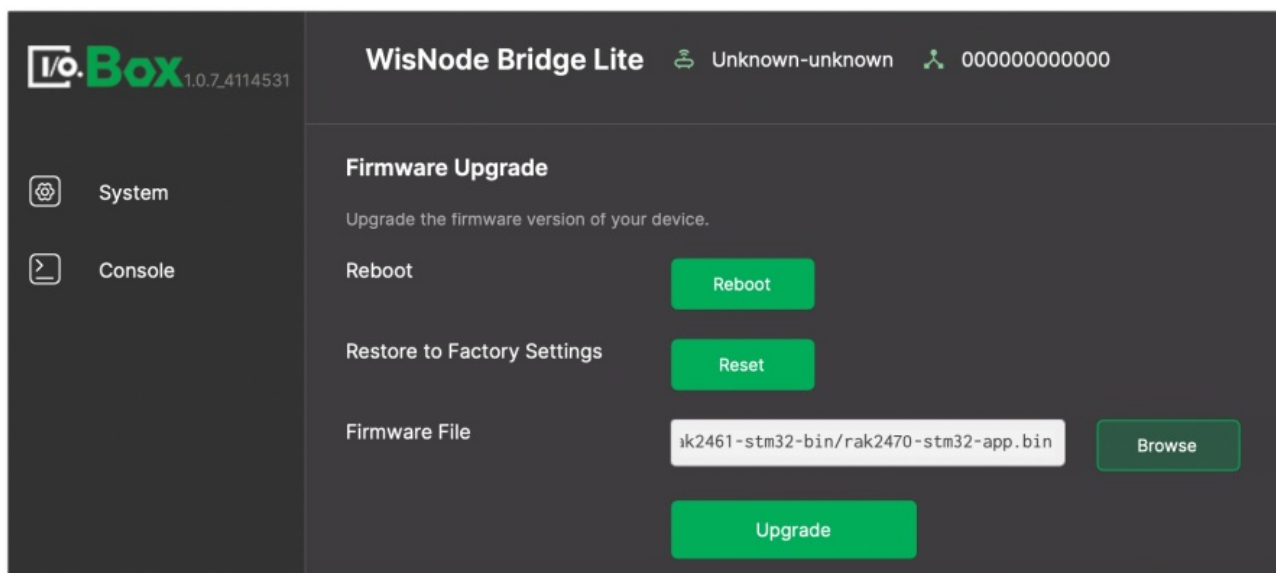 I/O.Box 1.0.7_4114531
WisNode Bridge Lite Unknown-unknown 000000000000
System
Console
Firmware Upgrade
Upgrade the firmware version of your device.
Reboot Reboot
Restore to Factory Settings Reset
Firmware File ak2461-stm32-bin/rak2470-stm32-app.bin Browse
Upgrade